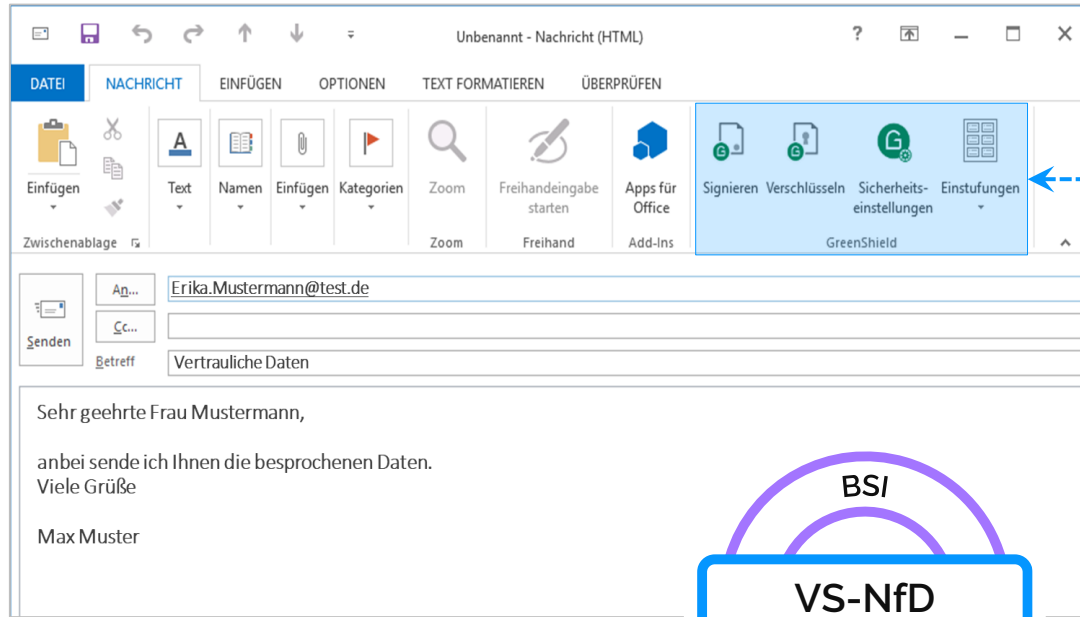 Unbenannt - Nachricht (HTML)
?
DATEI NACHRICHT EINFÜGEN OPTIONEN TEXT FORMATIEREN ÜBERPRÜFEN
Einfügen
Zwischenablage
A
Text
Namen
Einfügen
Kategorien
Zoom
Zoom
Freihandeingabe
starten
Freihand
Apps für
Office
Add-Ins
G
Signieren
G
Verschlüsseln
G
Sicherheits-
einstellungen
Einstufungen
GreenShield
Senden
An...
Erika.Mustermann@test.de
Cc...
Betreff
Vertrauliche Daten
Sehr geehrte Frau Mustermann,
anbei sende ich Ihnen die besprochenen Daten.
Viele Grüße
Max Muster
BSI
VS-NfD